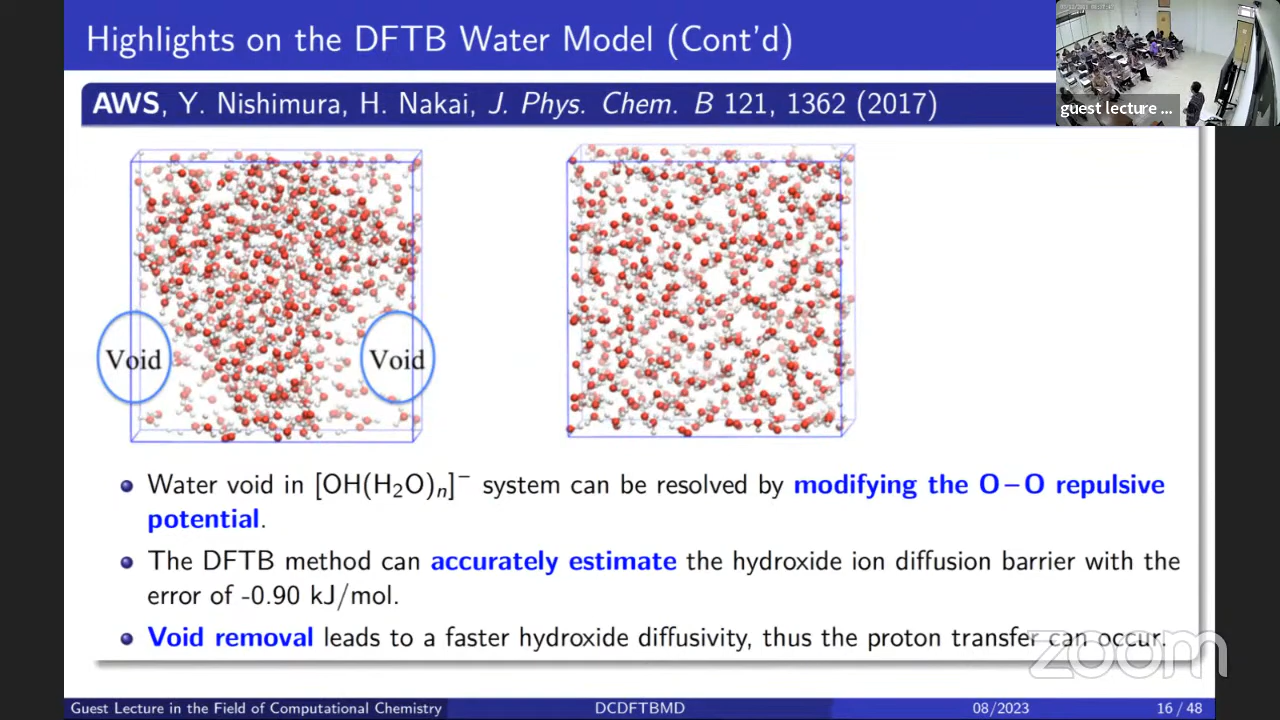 Highlights on the DFTB Water Model (Cont'd)
guest lecture ...
AWS, Y. Nishimura, H. Nakai, J. Phys. Chem. B 121, 1362 (2017)
Void
Void
Water void in [OH(H₂O)ₙ]⁻ system can be resolved by modifying the O–O repulsive
potential.
The DFTB method can accurately estimate the hydroxide ion diffusion barrier with the
error of -0.90 kJ/mol.
Void removal leads to a faster hydroxide diffusivity, thus the proton transfer can occur.
zoom
Guest Lecture in the Field of Computational Chemistry
DCDFTBMD
08/2023
16 / 48